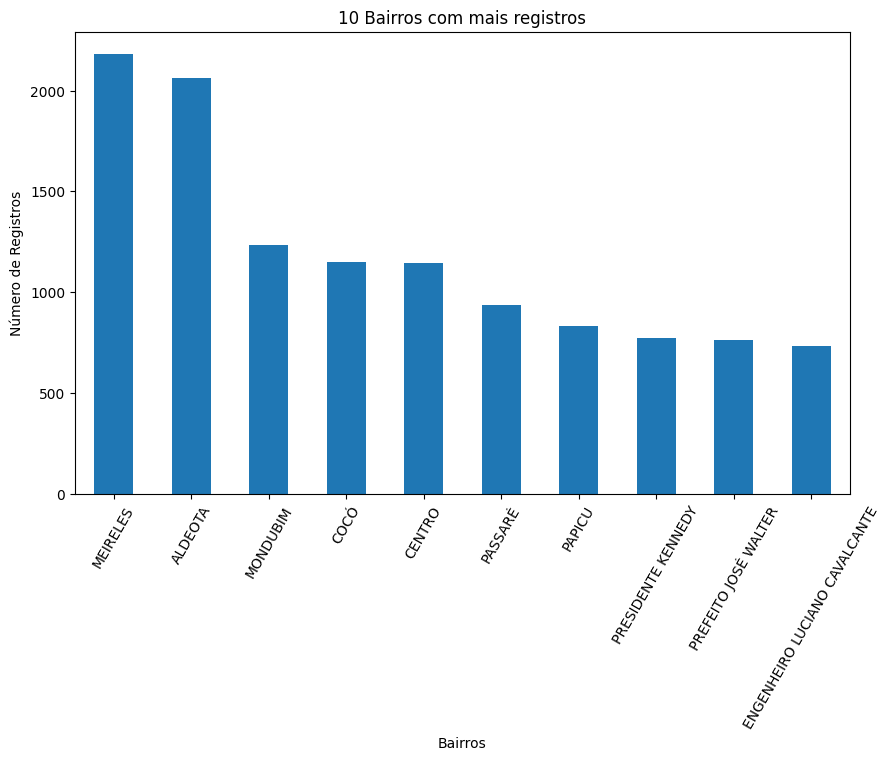 10 Bairros com mais registros
Número de Registros
2000
1500
1000
500
0
MEIRELES
ALDEOTA
MONDUBIM
COCÓ
CENTRO
PASSARÉ
PAPICU
PRESIDENTE KENNEDY
PREFEITO JOSÉ WALTER
ENGENHEIRO LUCIANO CAVALCANTE
Bairros